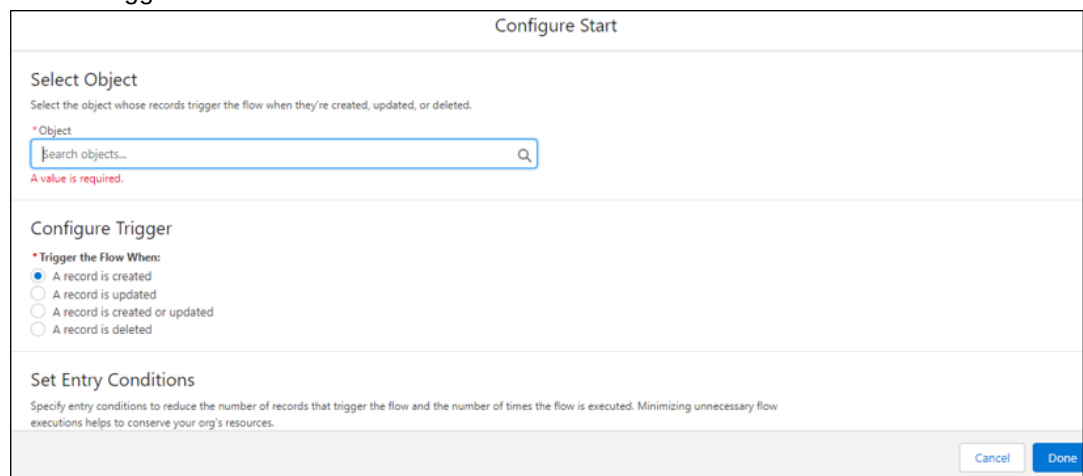 Configure Start
Select Object
Select the object whose records trigger the flow when they're created, updated, or deleted.
*Object
Search objects...
A value is required.
Configure Trigger
*Trigger the Flow When:
A record is created
A record is updated
A record is created or updated
A record is deleted
Set Entry Conditions
Specify entry conditions to reduce the number of records that trigger the flow and the number of times the flow is executed. Minimizing unnecessary flow
executions helps to conserve your org's resources.
Cancel Done